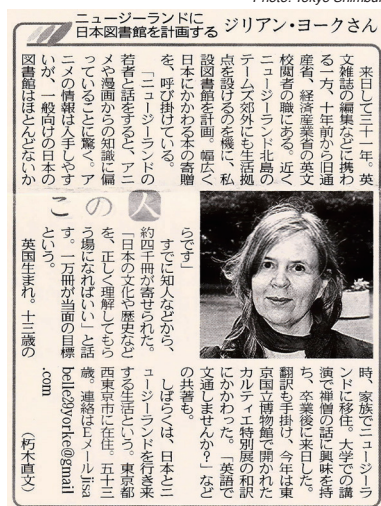 Photo: Tokyo Shimbun
ニュージーランドに
日本図書館を計画する
ジリアン・ヨークさん
来日して三十一年。英
文雑誌の編集などに携わ
る一方、十年前から旧通
産省、経済産業省の英文
校閲者の職にある。近く
ニュージーランド北島の
テームズ郊外にも生活拠
点を設けるのを機に、私
設図書館を計画。幅広く
日本にかかわる本の寄贈
を、呼び掛けている。
「ニュージーランドの
若者と話をすると、アニ
メや漫画からの知識に偏
っていることに驚く。ア
ニメの情報は入手しやす
いが、一般向けの日本の
図書館はほとんどないか
この人
らです」
すでに知人などから、
約四千冊が寄せられた。
「日本の文化や歴史など
を、正しく理解してもら
う場になればいい」と話
す。一万冊が当面の目標
という。
英国生まれ。十三歳の
時、家族でニュージーラ
ンドに移住。大学での講
演で禅僧の話に興味を持
ち、卒業後に来日した。
翻訳も手掛け、今年は東
京国立博物館で開かれた
カルティエ特別展の和訳
にかかわった。「英語で
文通しませんか?」など
の共著も。
しばらくは、日本とニ
ュージーランドを行き来
する生活という。東京都
西東京市に在住。五十三
歳。連絡はEメールjisa
belle29yorke@gmail
.com
(朽木直文)